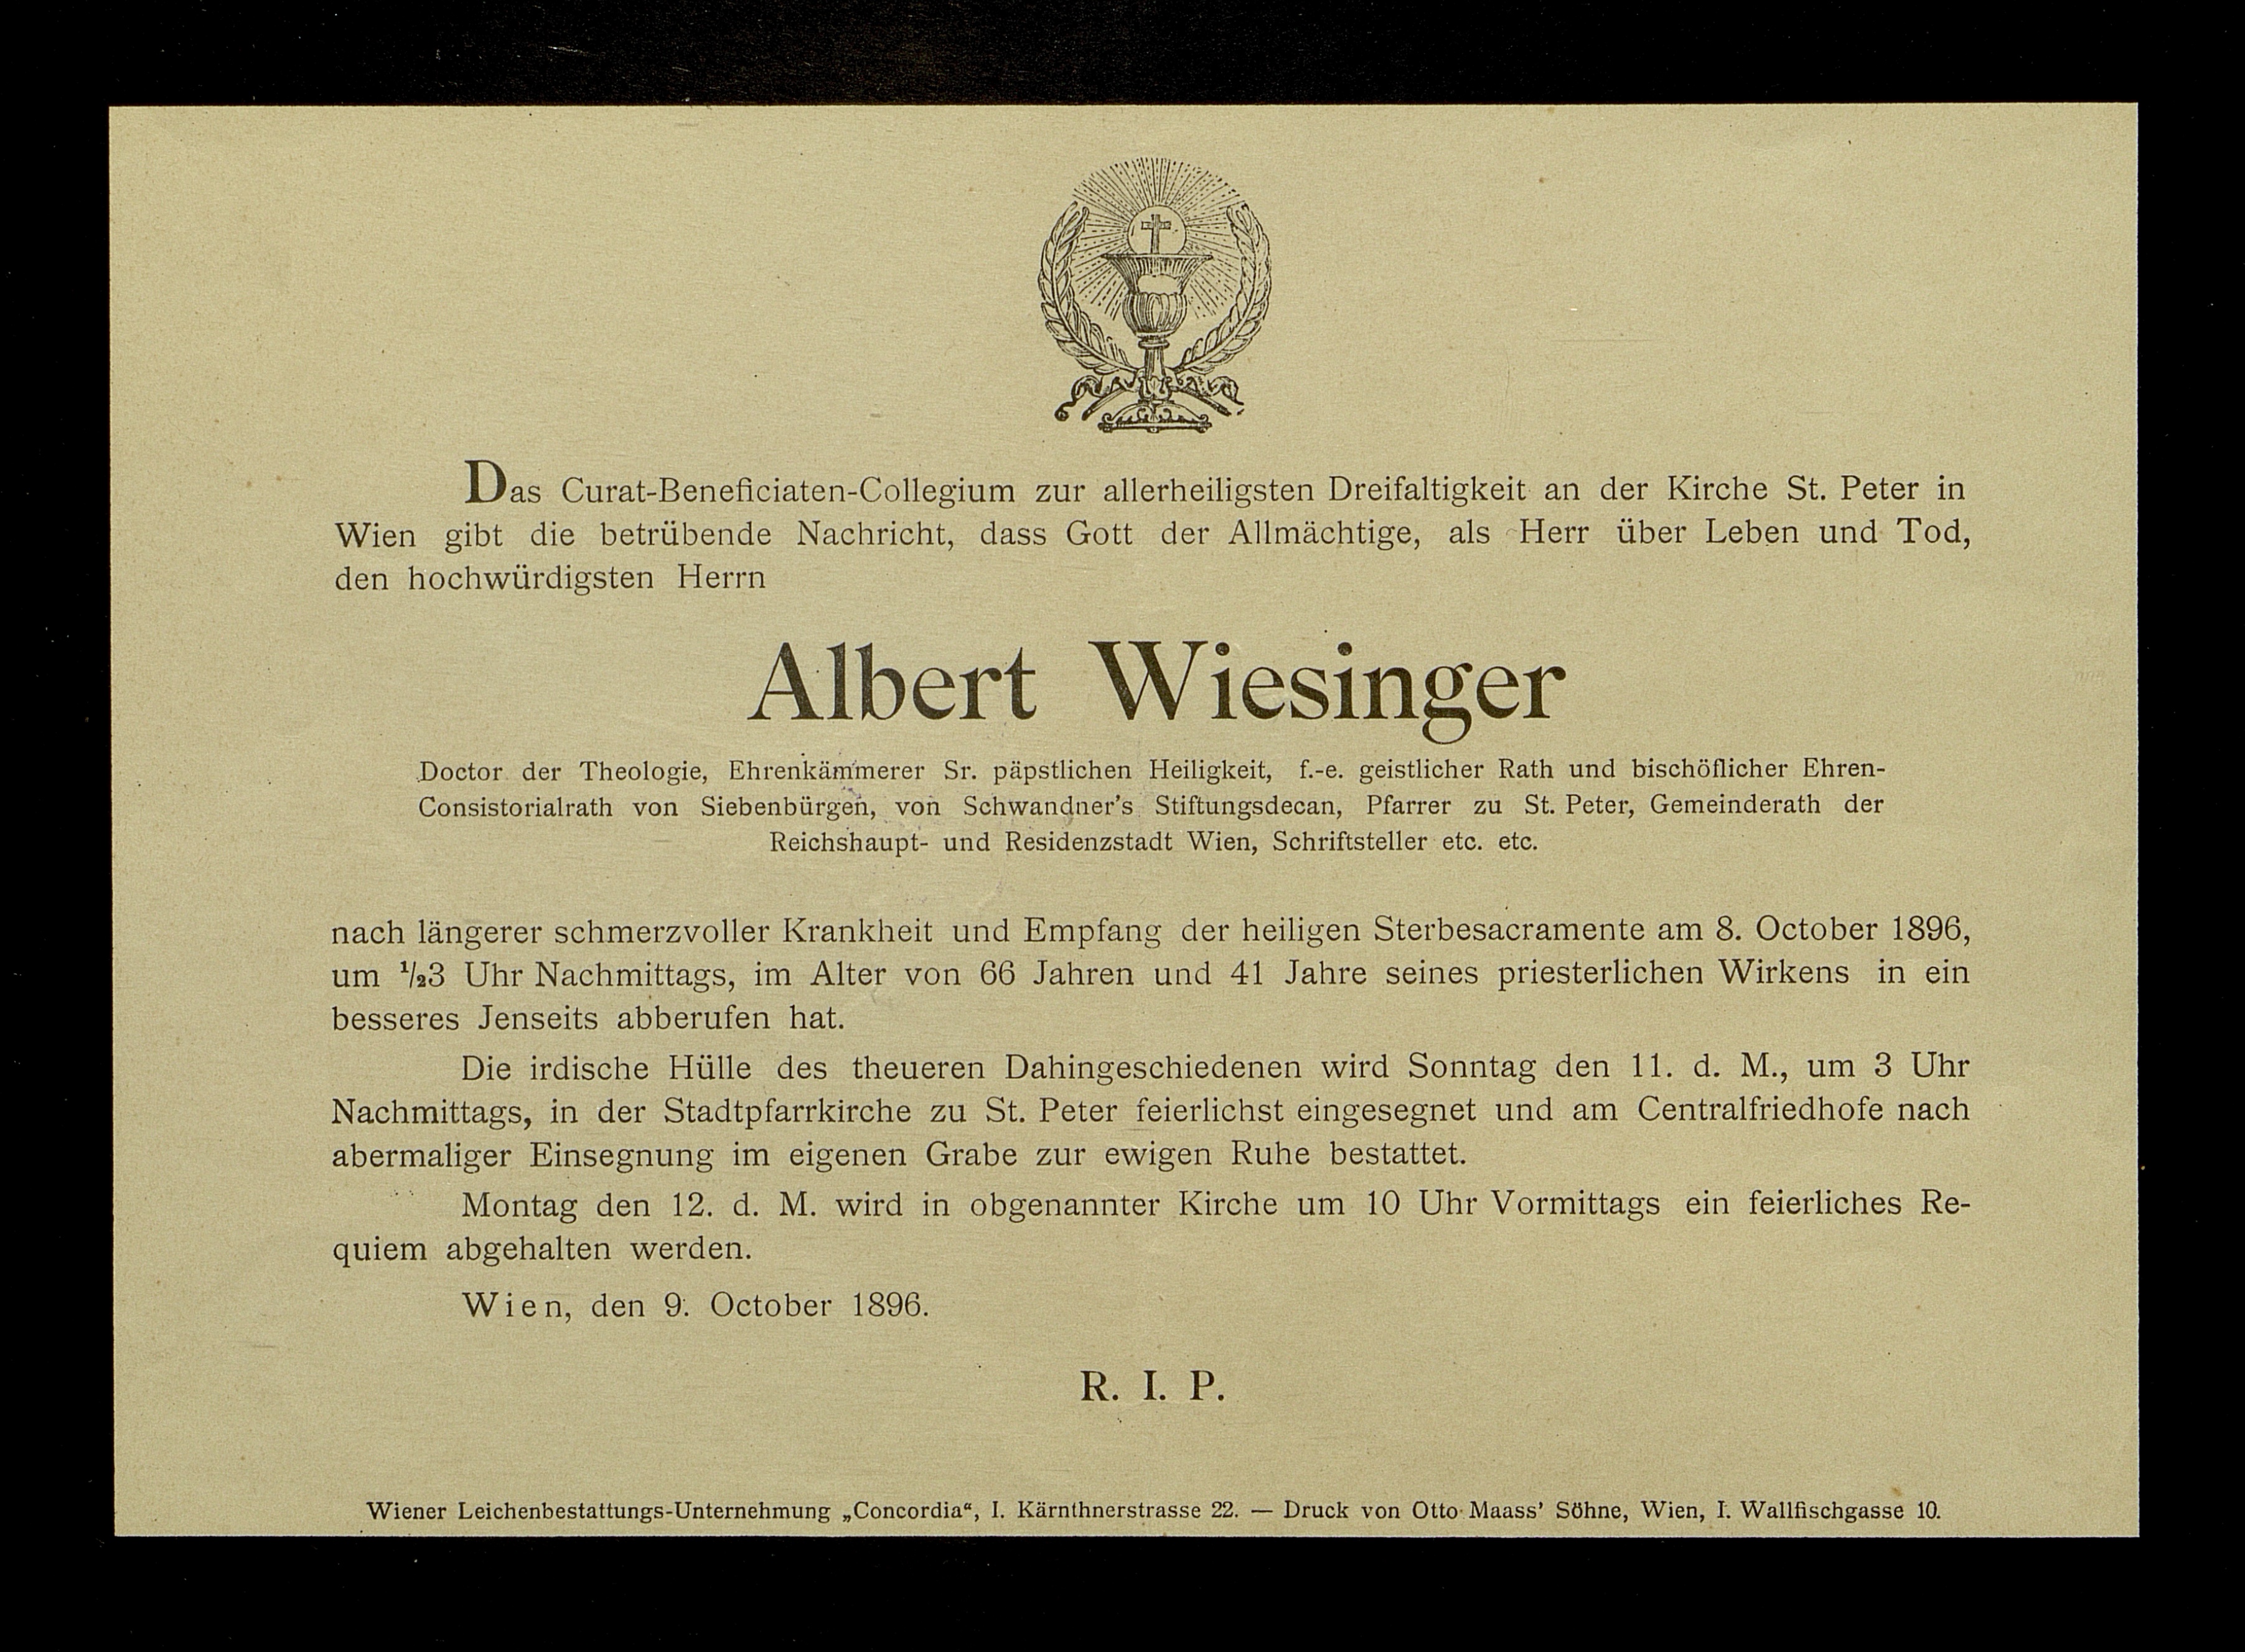 Das Curat-Beneficiaten-Collegium zur allerheiligsten Dreifaltigkeit an der Kirche St. Peter in
Wien gibt die betrübende Nachricht, dass Gott der Allmächtige, als Herr über Leben und Tod,
den hochwürdigsten Herrn
Albert Wiesinger
Doctor der Theologie, Ehrenkämmerer Sr. päpstlichen Heiligkeit, f.-e. geistlicher Rath und bischöflicher Ehren-
Consistorialrath von Siebenbürgen, von Schwandner's Stiftungsdecan, Pfarrer zu St. Peter, Gemeinderath der
Reichshaupt- und Residenzstadt Wien, Schriftsteller etc. etc.
nach längerer schmerzvoller Krankheit und Empfang der heiligen Sterbesacramente am 8. October 1896,
um ½3 Uhr Nachmittags, im Alter von 66 Jahren und 41 Jahre seines priesterlichen Wirkens in ein
besseres Jenseits abberufen hat.
Die irdische Hülle des theueren Dahingeschiedenen wird Sonntag den 11. d. M., um 3 Uhr
Nachmittags, in der Stadtpfarrkirche zu St. Peter feierlichst eingesegnet und am Centralfriedhofe nach
abermaliger Einsegnung im eigenen Grabe zur ewigen Ruhe bestattet.
Montag den 12. d. M. wird in obgenannter Kirche um 10 Uhr Vormittags ein feierliches Re-
quiem abgehalten werden.
Wien, den 9. October 1896.
R. I. P.
Wiener Leichenbestattungs-Unternehmung „Concordia“, I. Kärnthnerstrasse 22. — Druck von Otto Maass' Söhne, Wien, I. Wallfischgasse 10.